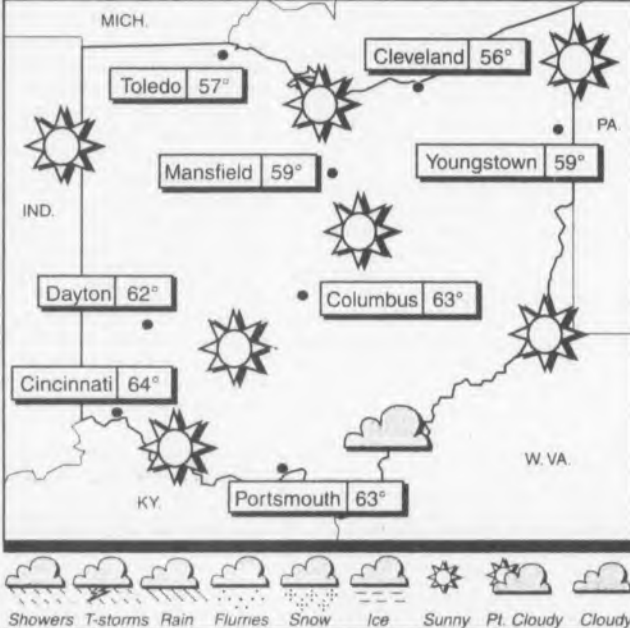 MICH.
Cleveland 56°
Toledo 57°
PA.
Mansfield 59°
Youngstown 59°
IND.
Dayton 62°
Columbus 63°
Cincinnati 64°
W. VA.
KY.
Portsmouth 63°
Showers T-storms Rain Flurries Snow Ice Sunny Pt. Cloudy Cloudy